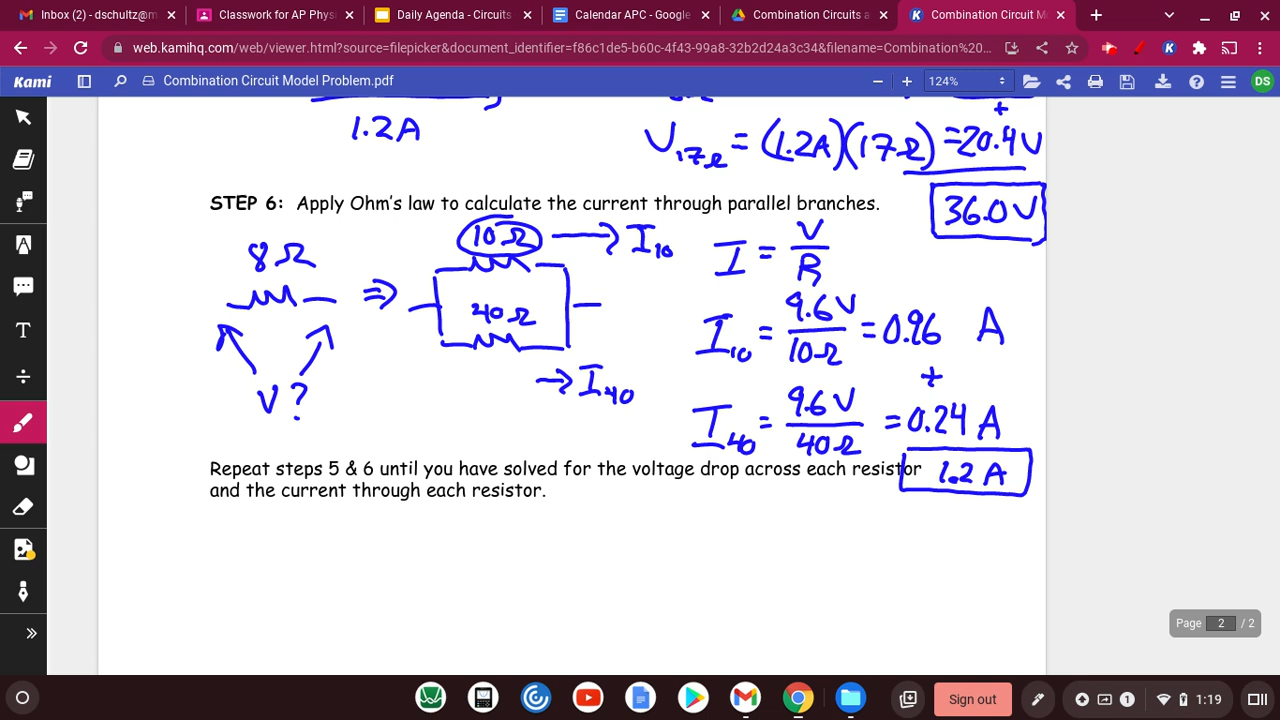 Inbox (2) - dschultz@m
Classwork for AP Physi
Daily Agenda - Circuits
Calendar APC - Google
Combination Circuits a
Combination Circuit M
web.kamihq.com/web/viewer.html?source=filepicker&document_identifier=f86c1de5-b60c-4f43-99a8-32b2d24a3c34&filename=Combination%20...
Kami
Combination Circuit Model Problem.pdf
124%
DS
1.2 A
V17Ω = (1.2A)(17Ω) = 20.4 V
+
36.0 V
STEP 6: Apply Ohm's law to calculate the current through parallel branches.
8Ω
V?
⇒
10Ω → I10
40Ω
→ I40
I = V/R
I10 = 9.6V/10Ω = 0.96 A
+
I40 = 9.6V/40Ω = 0.24 A
1.2 A
Repeat steps 5 & 6 until you have solved for the voltage drop across each resistor
and the current through each resistor.
Page 2 / 2
Sign out
1
1:19